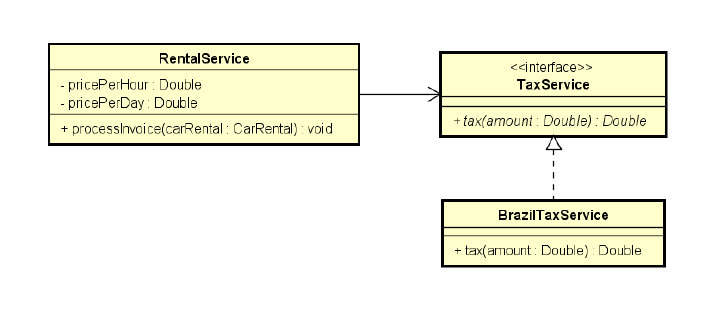 RentalService
- pricePerHour : Double
- pricePerDay : Double
+ processInvoice(carRental : CarRental) : void
<<interface>>
TaxService
+ tax(amount : Double) : Double
BrazilTaxService
+ tax(amount : Double) : Double